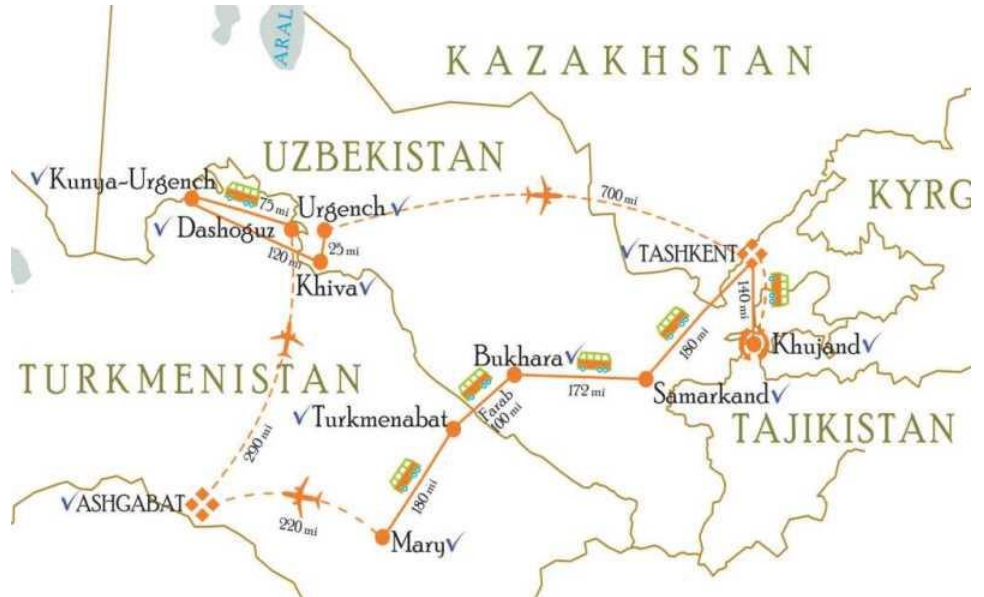 ARAL
KAZAKHSTAN
UZBEKISTAN
KYRG
Kunya-Urgench
75 mi
Urgench
700 mi
Dashoguz
120 mi
25 mi
Khiva
TASHKENT
140 mi
180 mi
Khujand
Bukhara
172 mi
Samarkand
TURKMENISTAN
Farab
100 mi
Turkmenabat
TAJIKISTAN
290 mi
180 mi
ASHGABAT
220 mi
Mary